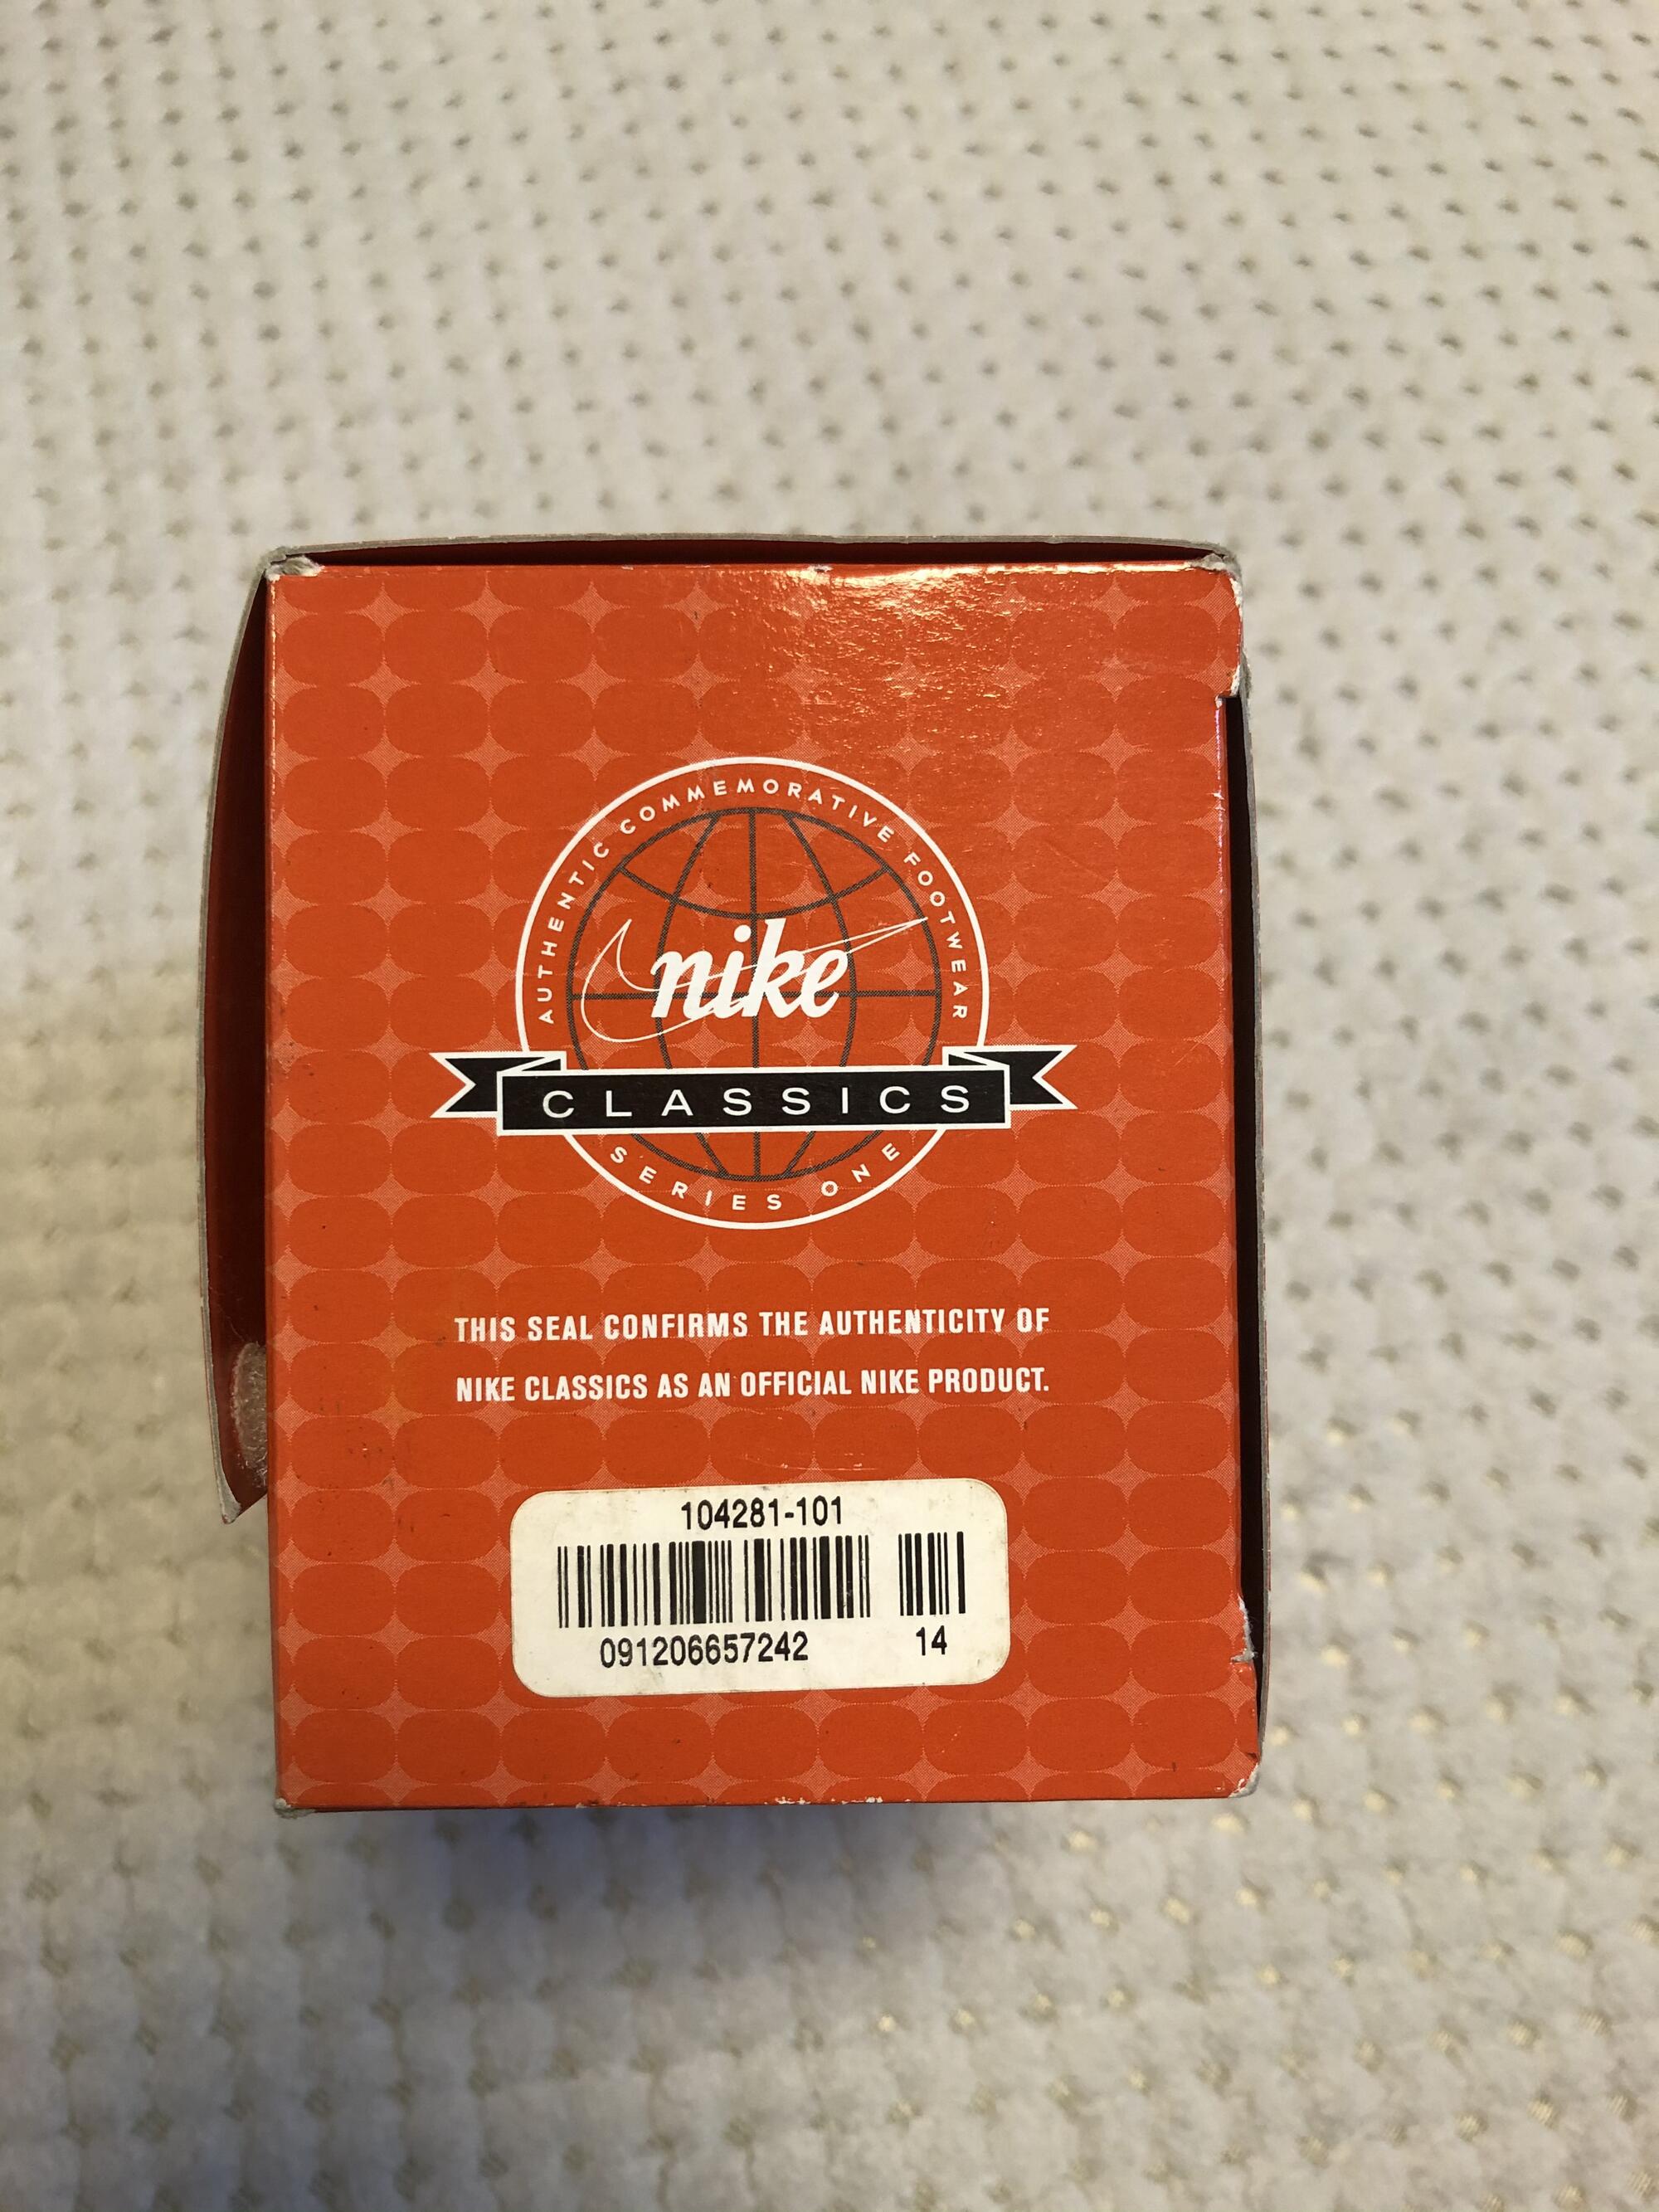 AUTHENTIC COMMEMORATIVE FOOTWEAR
nike
CLASSICS
SERIES ONE
THIS SEAL CONFIRMS THE AUTHENTICITY OF
NIKE CLASSICS AS AN OFFICIAL NIKE PRODUCT.
104281-101
091206657242 14